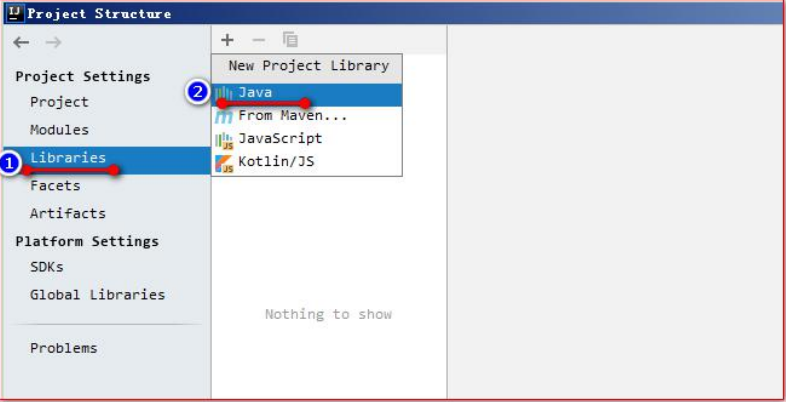 Project Structure
Project Settings
Project
Modules
1
Libraries
Facets
Artifacts
Platform Settings
SDKs
Global Libraries
Problems
New Project Library
2
Java
From Maven...
JavaScript
Kotlin/JS
Nothing to show